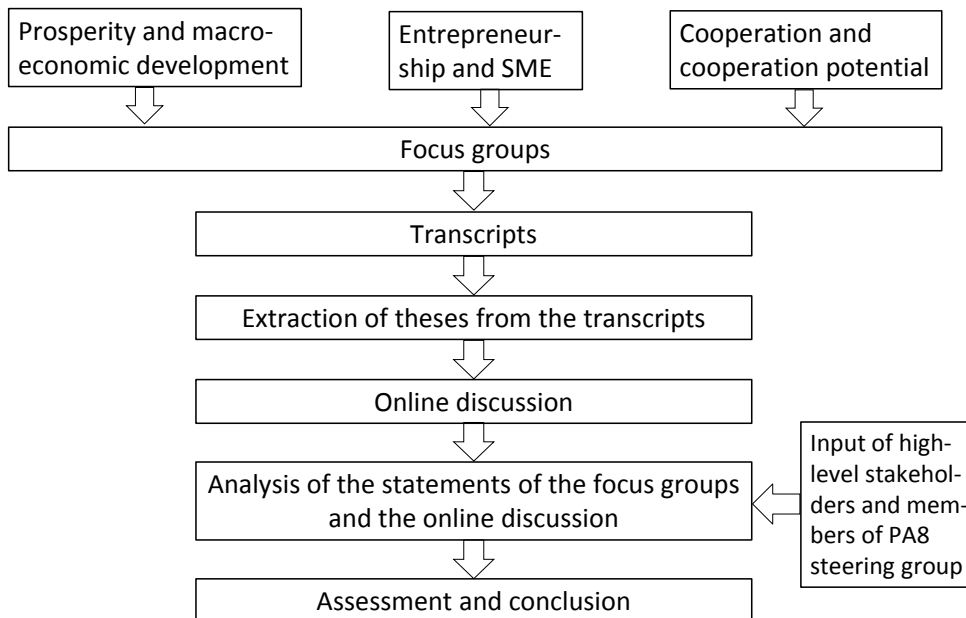 Prosperity and macro-
economic development
Entrepreneur-
ship and SME
Cooperation and
cooperation potential
Focus groups
Transcripts
Extraction of theses from the transcripts
Online discussion
Analysis of the statements of the focus groups
and the online discussion
Input of high-
level stakehol-
ders and mem-
bers of PA8
steering group
Assessment and conclusion